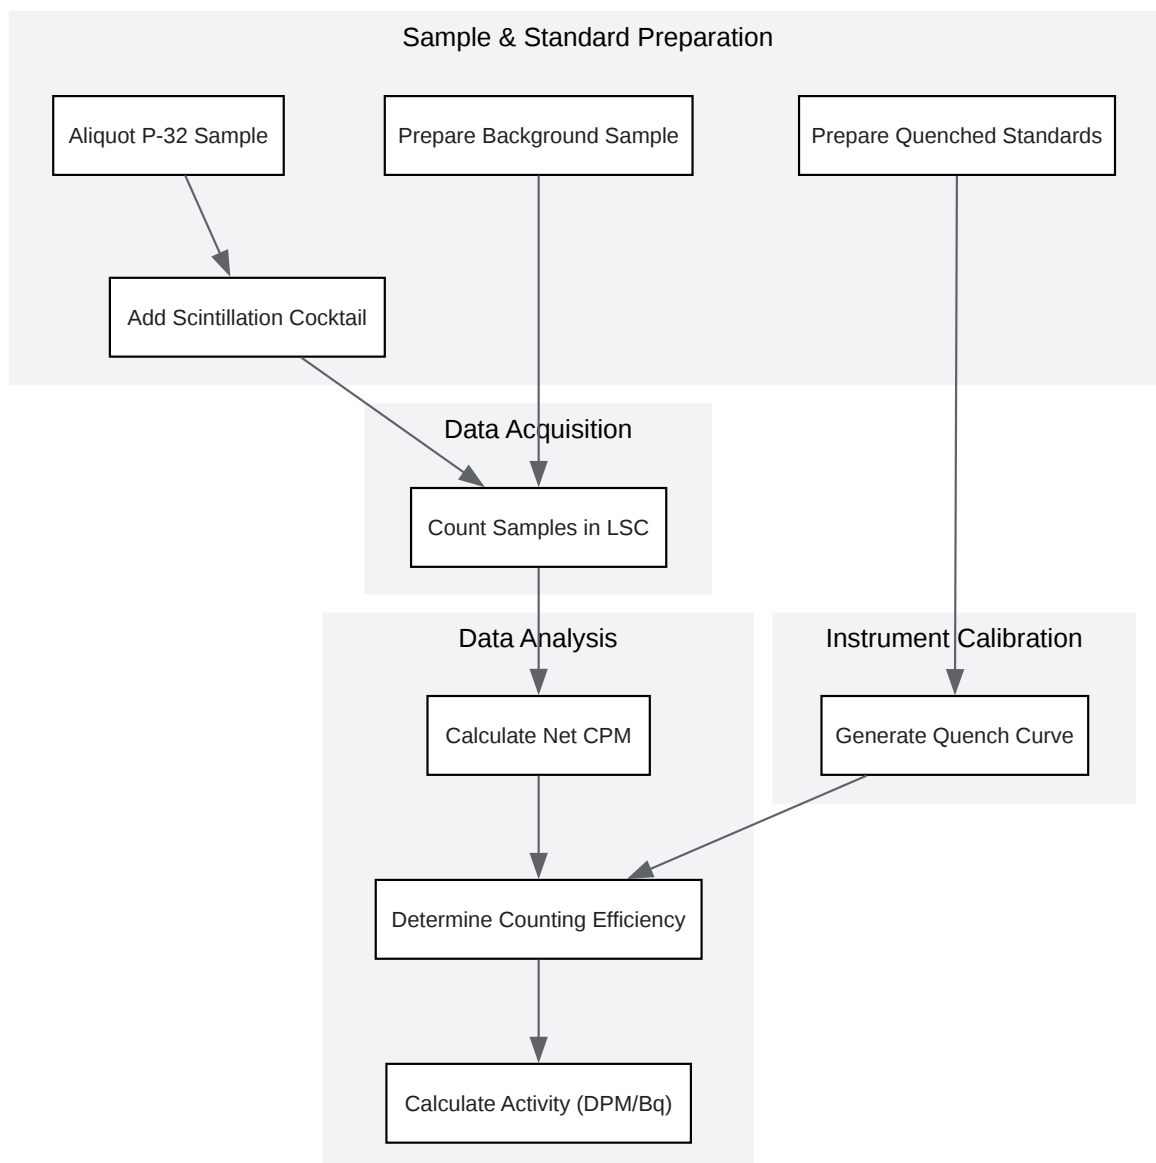 Sample & Standard Preparation
Aliquot P-32 Sample
Prepare Background Sample
Prepare Quenched Standards
Add Scintillation Cocktail
Data Acquisition
Count Samples in LSC
Data Analysis
Instrument Calibration
Calculate Net CPM
Generate Quench Curve
Determine Counting Efficiency
Calculate Activity (DPM/Bq)